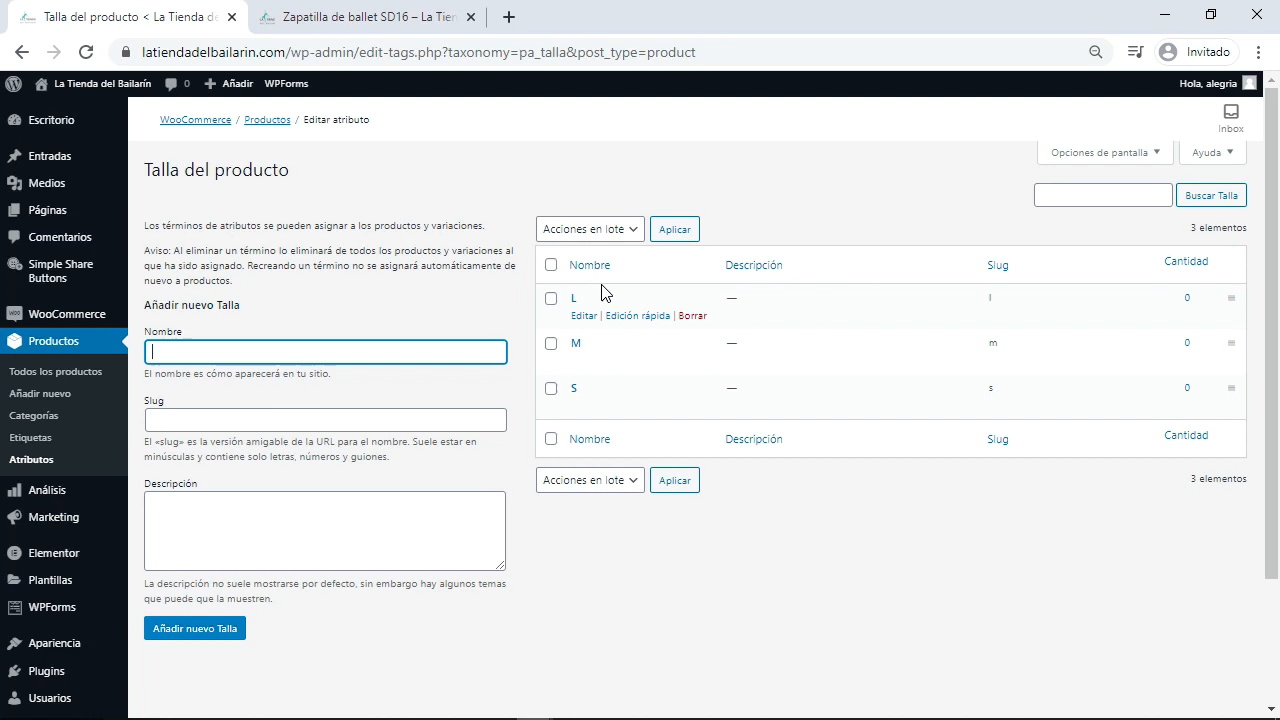 Talla del producto < La Tienda de
Zapatilla de ballet SD16 – La Tien
latiendadelbailarin.com/wp-admin/edit-tags.php?taxonomy=pa_talla&post_type=product
Invitado
La Tienda del Bailarín
0
Añadir
WPForms
Hola, alegria
Escritorio
Entradas
Medios
Páginas
Comentarios
Simple Share
Buttons
WooCommerce
Productos
Todos los productos
Añadir nuevo
Categorías
Etiquetas
Atributos
Análisis
Marketing
Elementor
Plantillas
WPForms
Apariencia
Plugins
Usuarios
WooCommerce / Productos / Editar atributo
Inbox
Opciones de pantalla
Ayuda
Talla del producto
Buscar Talla
Los términos de atributos se pueden asignar a los productos y variaciones.
Aviso: Al eliminar un término lo eliminará de todos los productos y variaciones al
que ha sido asignado. Recreando un término no se asignará automáticamente de
nuevo a productos.
Añadir nuevo Talla
Nombre
El nombre es cómo aparecerá en tu sitio.
Slug
El «slug» es la versión amigable de la URL para el nombre. Suele estar en
minúsculas y contiene solo letras, números y guiones.
Descripción
La descripción no suele mostrarse por defecto, sin embargo hay algunos temas
que puede que la muestren.
Añadir nuevo Talla
Acciones en lote
Aplicar
3 elementos
Nombre Descripción Slug Cantidad
L — l 0
Editar | Edición rápida | Borrar
M — m 0
S — s 0
Nombre Descripción Slug Cantidad
Acciones en lote
Aplicar
3 elementos